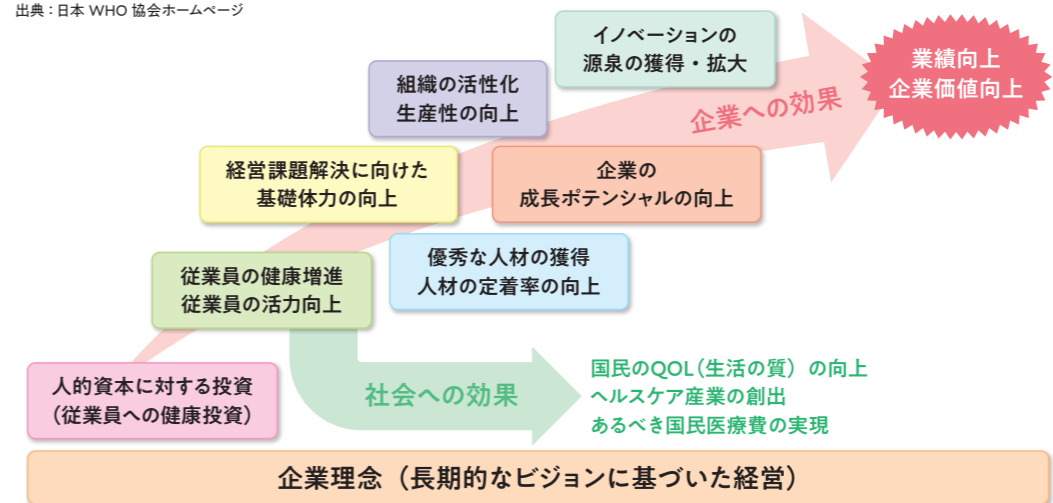 出典：日本 WHO 協会ホームページ
イノベーションの
源泉の獲得・拡大
業績向上
企業価値向上
組織の活性化
生産性の向上
企業への効果
経営課題解決に向けた
基礎体力の向上
企業の
成長ポテンシャルの向上
優秀な人材の獲得
人材の定着率の向上
従業員の健康増進
従業員の活力向上
人的資本に対する投資
（従業員への健康投資）
社会への効果
国民のQOL（生活の質）の向上
ヘルスケア産業の創出
あるべき国民医療費の実現
企業理念（長期的なビジョンに基づいた経営）